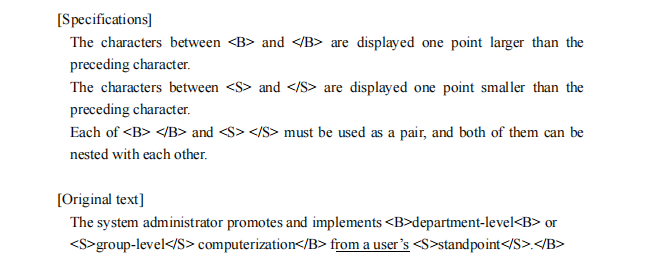 [Specifications]
The characters between <B> and </B> are displayed one point larger than the
preceding character.
The characters between <S> and </S> are displayed one point smaller than the
preceding character.
Each of <B> </B> and <S> </S> must be used as a pair, and both of them can be
nested with each other.
[Original text]
The system administrator promotes and implements <B>department-level<B> or
<S>group-level</S> computerization</B> from a user’s <S>standpoint</S>.</B>